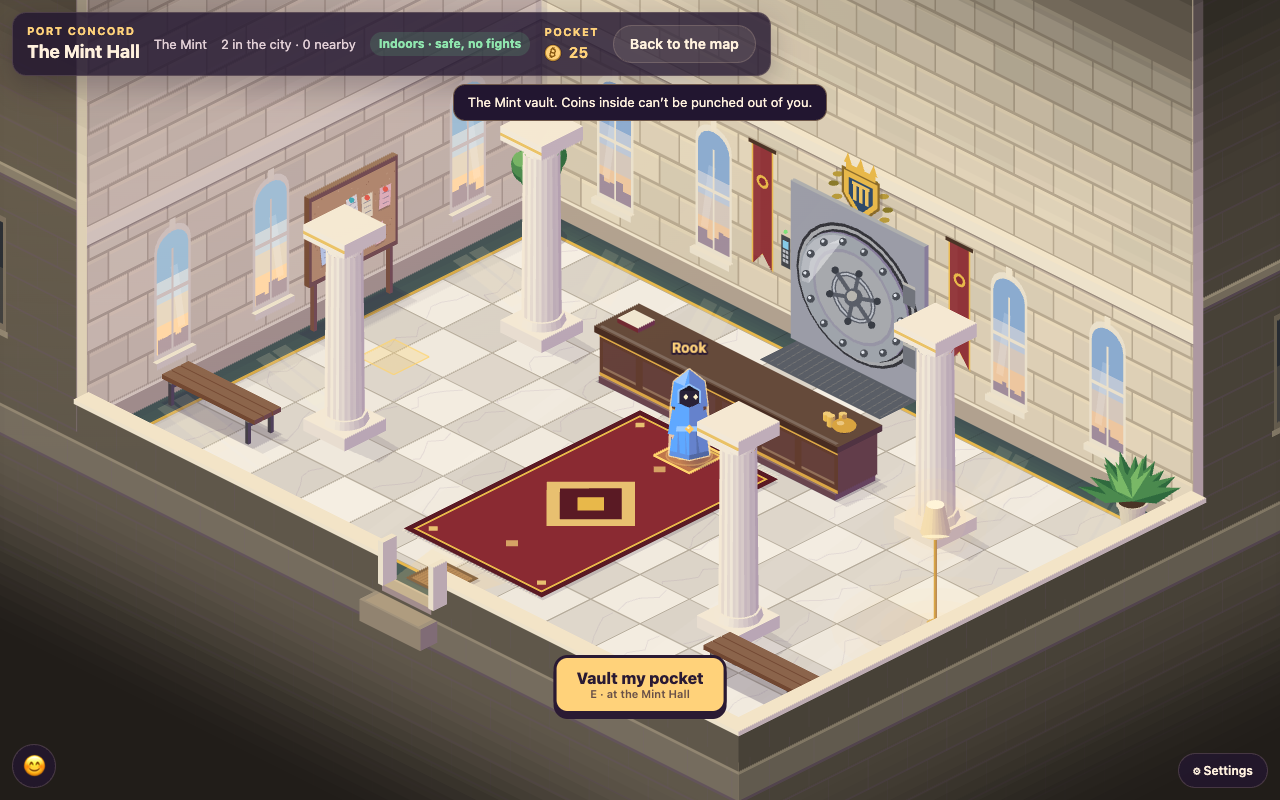 PORT CONCORD
The Mint Hall
The Mint
2 in the city · 0 nearby
Indoors · safe, no fights
POCKET
25
Back to the map
The Mint vault. Coins inside can't be punched out of you.
Rook
Vault my pocket
E · at the Mint Hall
Settings